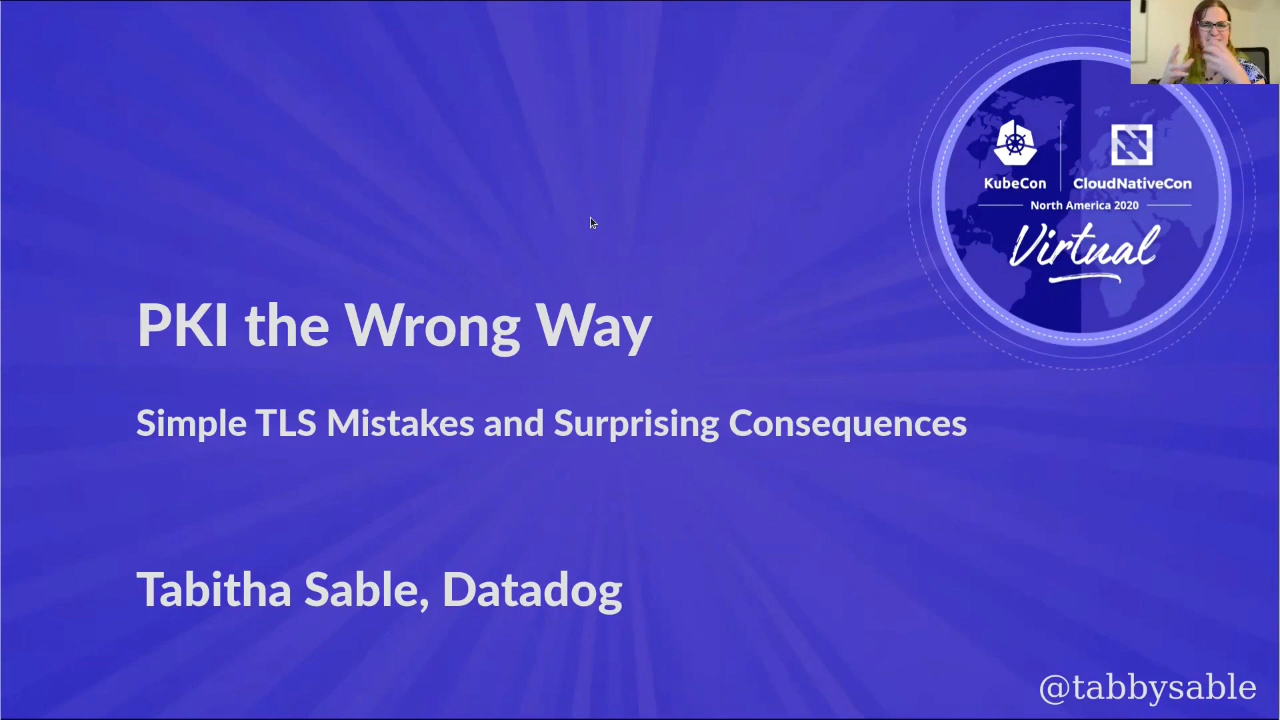 KubeCon
CloudNativeCon
North America 2020
Virtual
PKI the Wrong Way
Simple TLS Mistakes and Surprising Consequences
Tabitha Sable, Datadog
@tabbysable